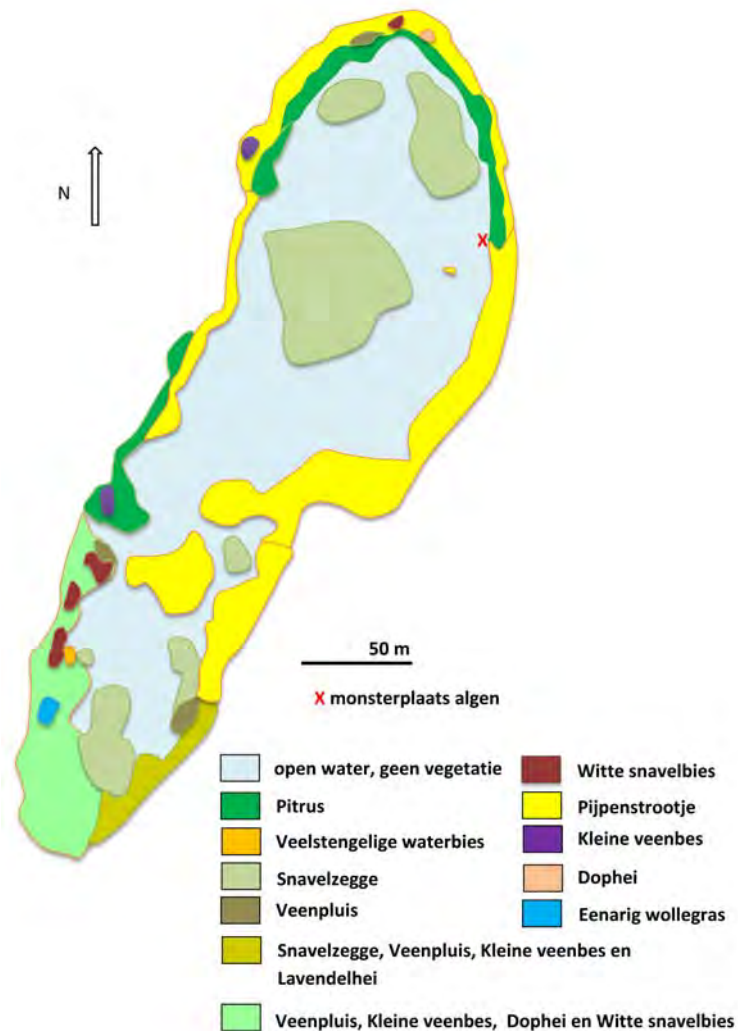 N
X
50 m
X monsterplaats algen
open water, geen vegetatie
Witte snavelbies
Pitrus
Pijpenstrootje
Veelstengelige waterbies
Kleine veenbes
Snavelzegge
Dophei
Veenpluis
Eenarig wollegras
Snavelzegge, Veenpluis, Kleine veenbes en
Lavendelhei
Veenpluis, Kleine veenbes, Dophei en Witte snavelbies